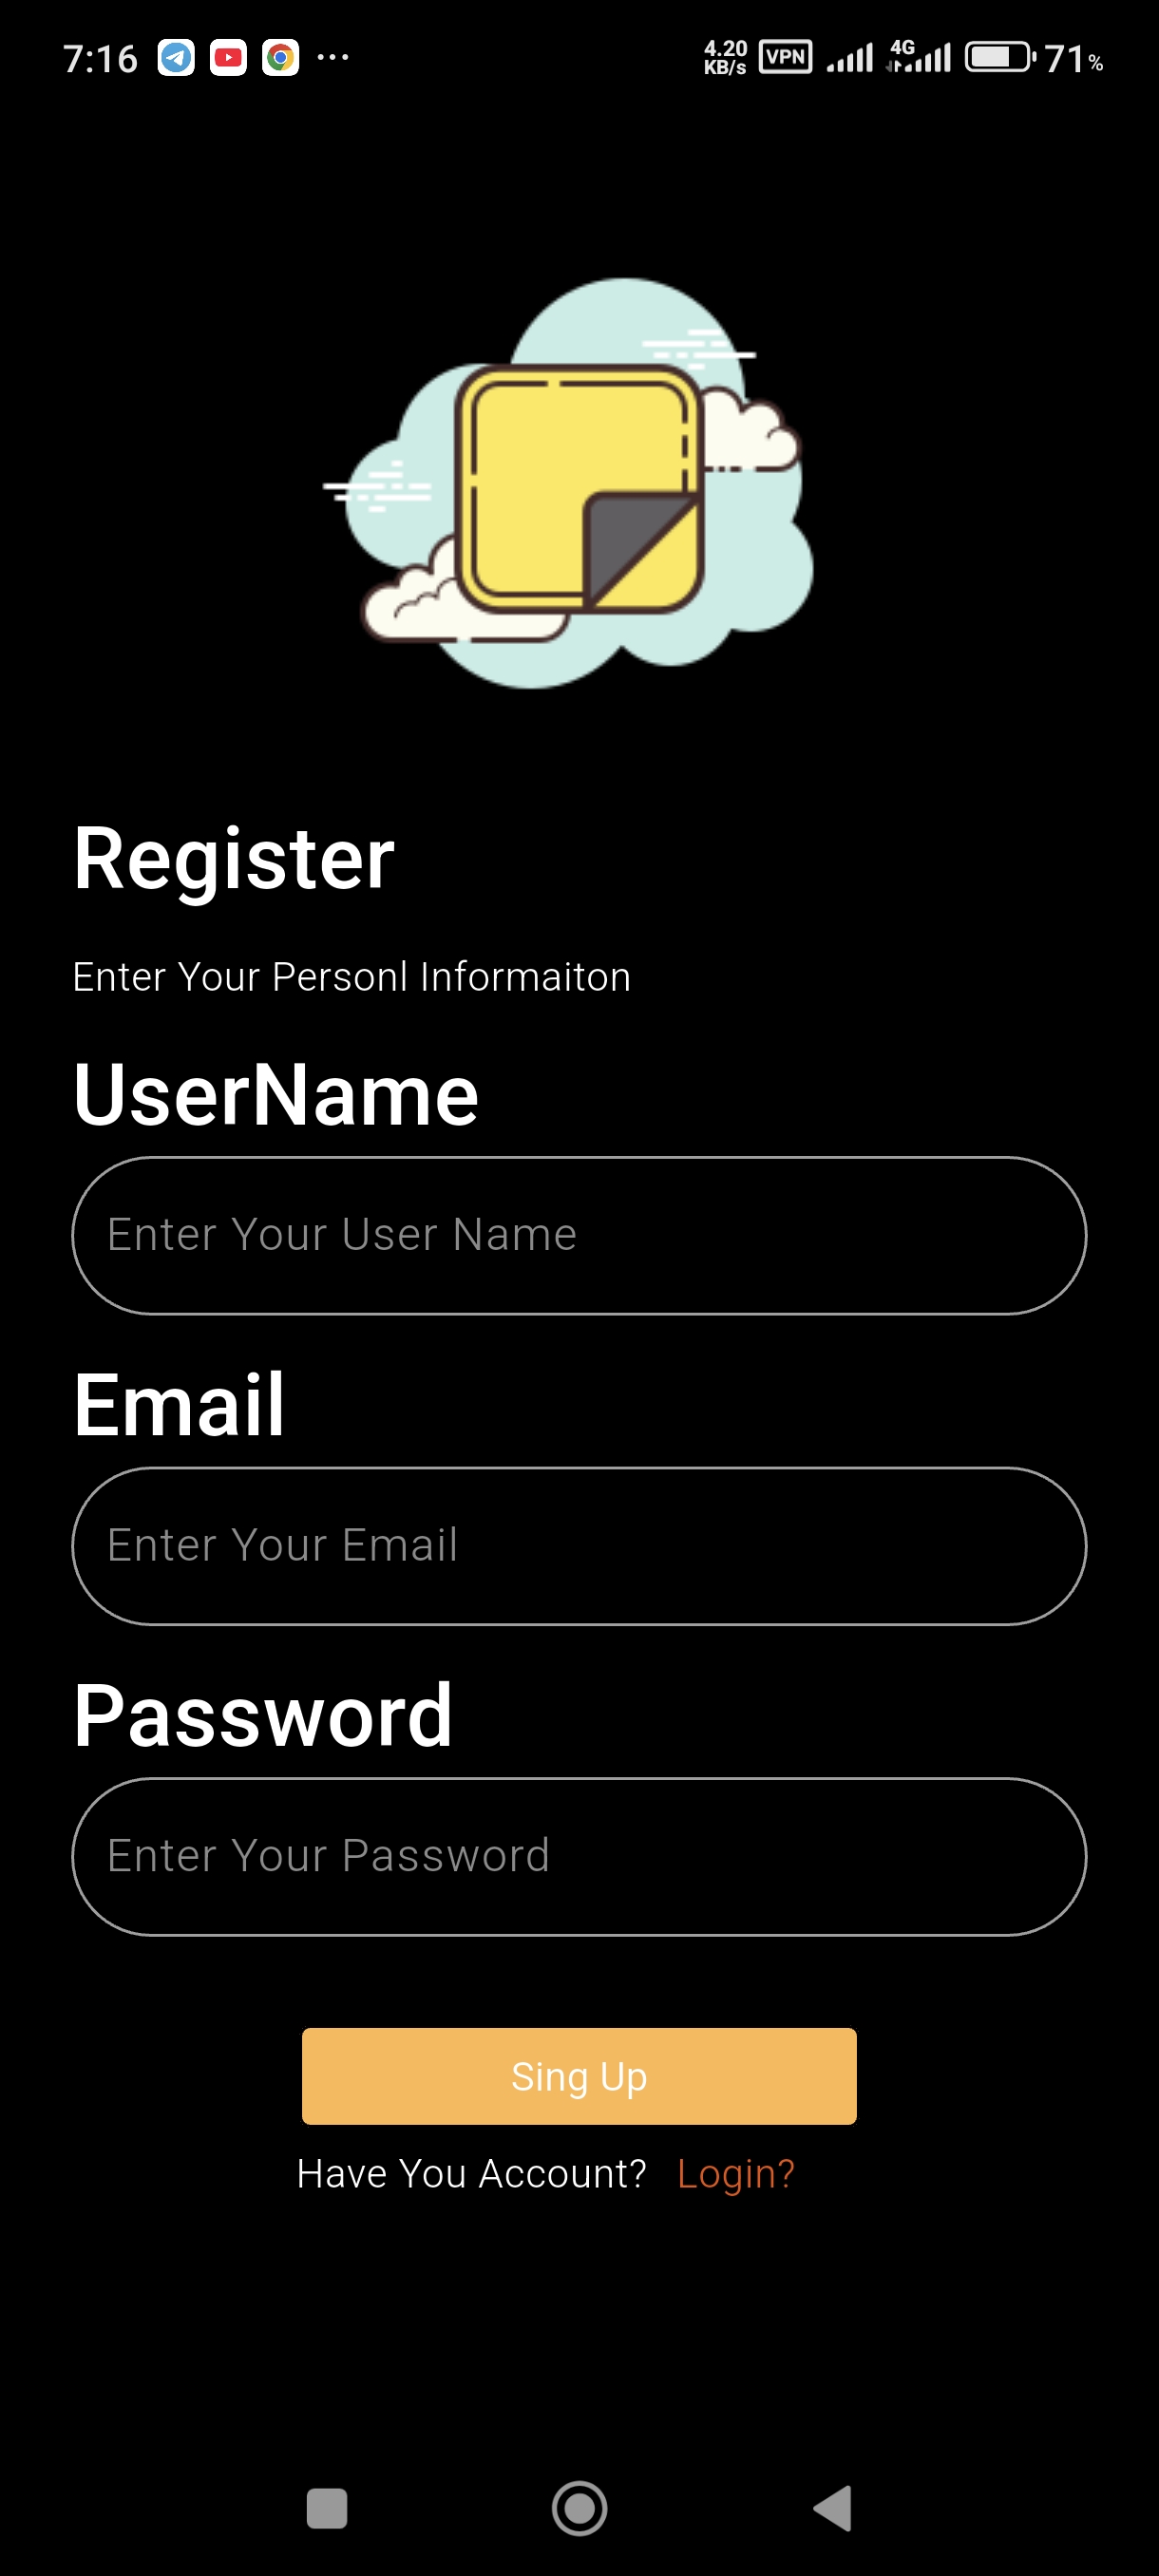 7:16 ... 4.20 KB/s VPN 4G 71%
Register
Enter Your Personl Informaiton
UserName
Enter Your User Name
Email
Enter Your Email
Password
Enter Your Password
Sing Up
Have You Account? Login?